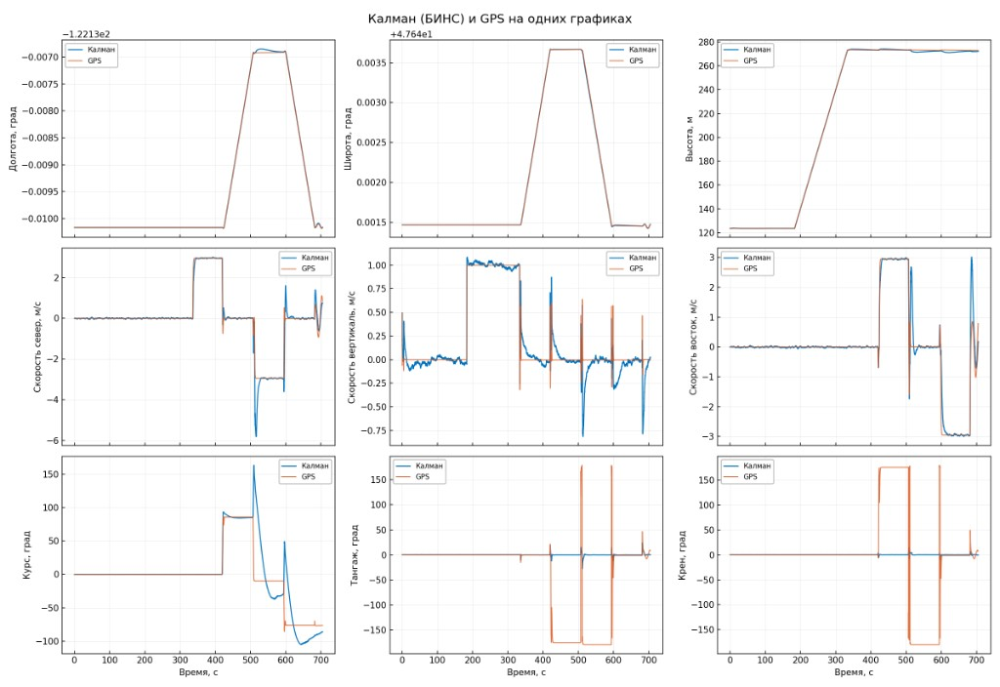 Калман (БИНС) и GPS на одних графиках
−1.2213e2
Долгота, град
−0.0070
−0.0075
−0.0080
−0.0085
−0.0090
−0.0095
−0.0100
Калман
GPS
+4.764e1
Широта, град
0.0035
0.0030
0.0025
0.0020
0.0015
Калман
GPS
Высота, м
280
260
240
220
200
180
160
140
120
Калман
GPS
Скорость север, м/с
2
0
−2
−4
−6
Калман
GPS
Скорость вертикаль, м/с
1.00
0.75
0.50
0.25
0.00
−0.25
−0.50
−0.75
Калман
GPS
Скорость восток, м/с
3
2
1
0
−1
−2
−3
Калман
GPS
Курс, град
150
100
50
0
−50
−100
Калман
GPS
0 100 200 300 400 500 600 700
Время, с
Тангаж, град
150
100
50
0
−50
−100
−150
Калман
GPS
0 100 200 300 400 500 600 700
Время, с
Крен, град
150
100
50
0
−50
−100
−150
Калман
GPS
0 100 200 300 400 500 600 700
Время, с